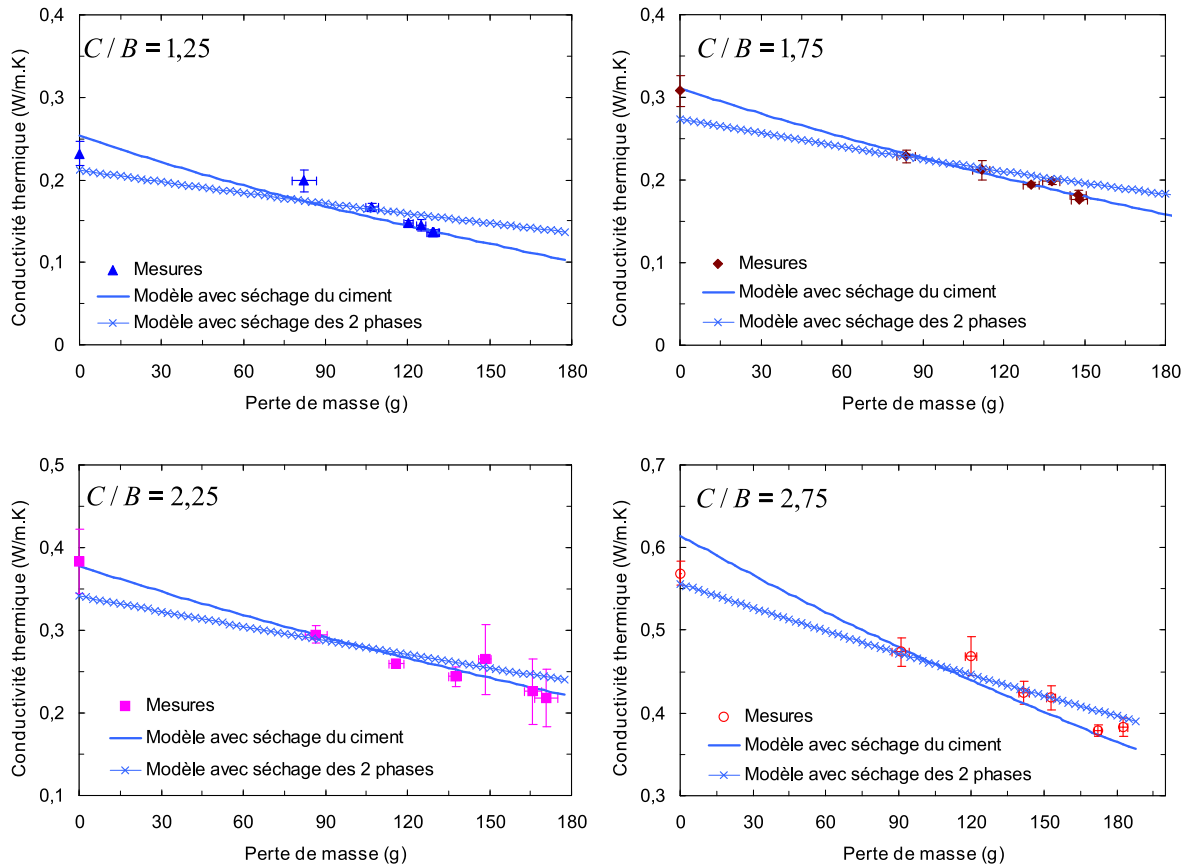 C / B = 1,25
Conductivité thermique (W/m.K)
0,4
0,3
0,2
0,1
0
Mesures
Modèle avec séchage du ciment
Modèle avec séchage des 2 phases
0 30 60 90 120 150 180
Perte de masse (g)
C / B = 1,75
Conductivité thermique (W/m.K)
0,4
0,3
0,2
0,1
0
Mesures
Modèle avec séchage du ciment
Modèle avec séchage des 2 phases
0 30 60 90 120 150 180
Perte de masse (g)
C / B = 2,25
Conductivité thermique (W/m.K)
0,5
0,4
0,3
0,2
0,1
Mesures
Modèle avec séchage du ciment
Modèle avec séchage des 2 phases
0 30 60 90 120 150 180
Perte de masse (g)
C / B = 2,75
Conductivité thermique (W/m.K)
0,7
0,6
0,5
0,4
0,3
Mesures
Modèle avec séchage du ciment
Modèle avec séchage des 2 phases
0 30 60 90 120 150 180
Perte de masse (g)